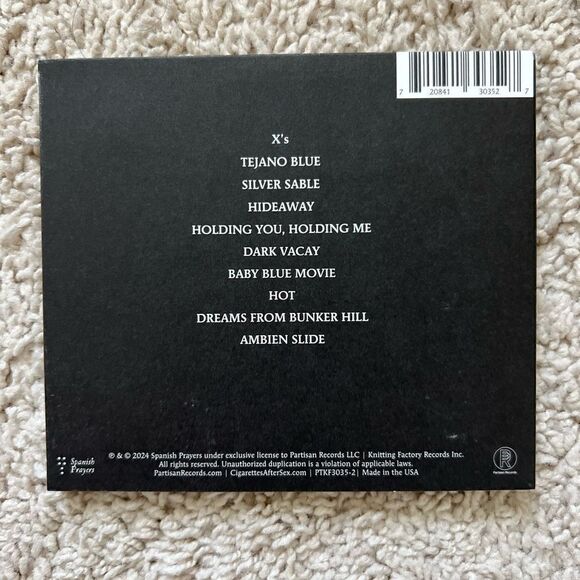 7 20841 30352 7
X's
TEJANO BLUE
SILVER SABLE
HIDEAWAY
HOLDING YOU, HOLDING ME
DARK VACAY
BABY BLUE MOVIE
HOT
DREAMS FROM BUNKER HILL
AMBIEN SLIDE
Spanish
Prayers
℗ & © 2024 Spanish Prayers under exclusive license to Partisan Records LLC | Knitting Factory Records Inc.
All rights reserved. Unauthorized duplication is a violation of applicable laws.
PartisanRecords.com | CigarettesAfterSex.com | PTKF3035-2| Made in the USA
Partisan Records